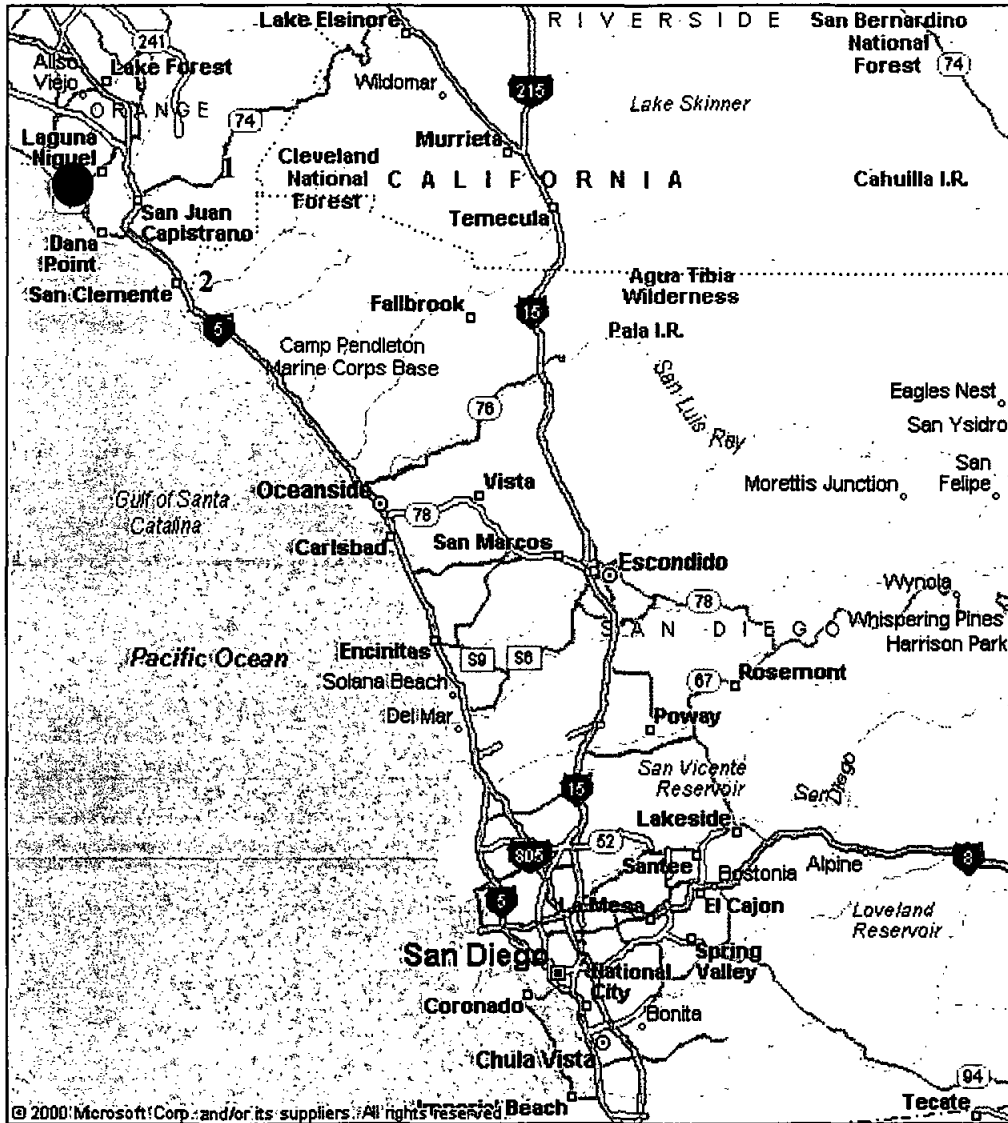 Lake Elsinore
RIVERSIDE
San Bernardino
National
Forest
241
Aliso
Viejo
Lake Forest
Wildomar
74
215
Lake Skinner
ORANGE
74
Laguna
Niguel
Murrieta
1
Cleveland
National
Forest
CALIFORNIA
Cahuilla I.R.
San Juan
Capistrano
Temecula
Dana
Point
San Clemente
2
Agua Tibia
Wilderness
Fallbrook
15
5
Pala I.R.
Camp Pendleton
Marine Corps Base
San Luis Rey
Eagles Nest
San Ysidro
76
Gulf of Santa
Catalina
Oceanside
Vista
Morettis Junction
San
Felipe
78
Carlsbad
San Marcos
Escondido
Wynola
78
Whispering Pines
SAN DIEGO
Harrison Park
Pacific Ocean
Encinitas
S9
S6
Solana Beach
67
Rosemont
Del Mar
Poway
San Vicente
Reservoir
San Diego
15
Lakeside
805
52
Santee
Bostonia
Alpine
8
5
La Mesa
El Cajon
Loveland
Reservoir
San Diego
Spring
Valley
National
City
Coronado
Bonita
Chula Vista
94
© 2000 Microsoft Corp. and/or its suppliers. All rights reserved.
Imperial Beach
Tecate